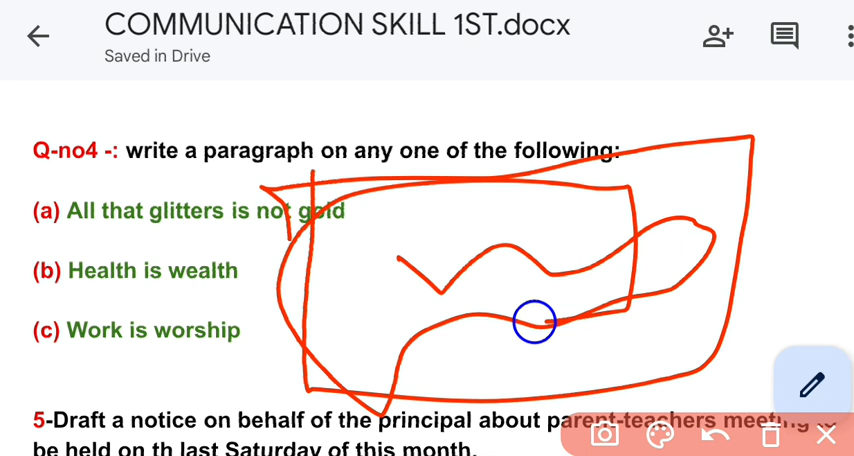 COMMUNICATION SKILL 1ST.docx
Saved in Drive
Q-no4 -: write a paragraph on any one of the following:
(a) All that glitters is not gold
(b) Health is wealth
(c) Work is worship
5-Draft a notice on behalf of the principal about parent-teachers meeting to
be held on th last Saturday of this month.